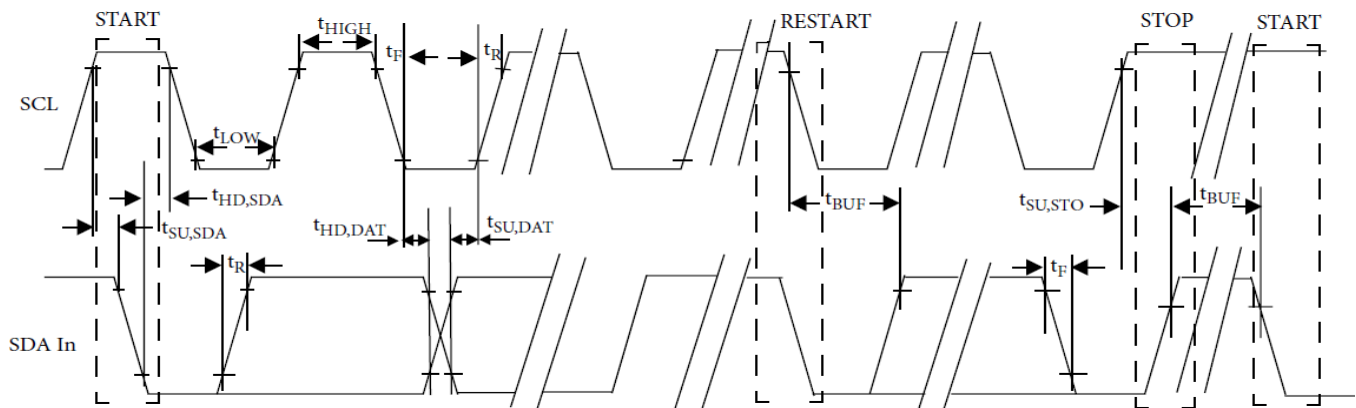 START
RESTART
STOP
START
tHIGH
tF
tR
SCL
tLOW
tHD,SDA
tSU,SDA
tHD,DAT
tSU,DAT
tBUF
tSU,STO
tBUF
tR
tF
SDA In